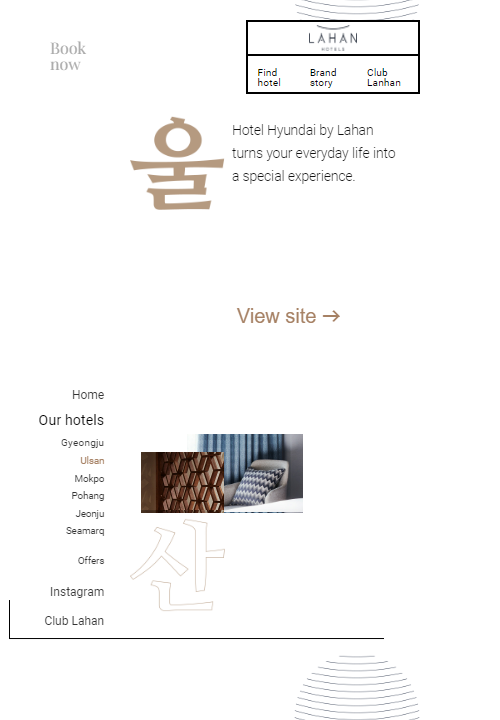 LAHAN
HOTELS
Book
now
Find
hotel
Brand
story
Club
Lanhan
울
Hotel Hyundai by Lahan
turns your everyday life into
a special experience.
View site →
Home
Our hotels
Gyeongju
Ulsan
Mokpo
Pohang
Jeonju
Seamarq
Offers
Instagram
Club Lahan
산